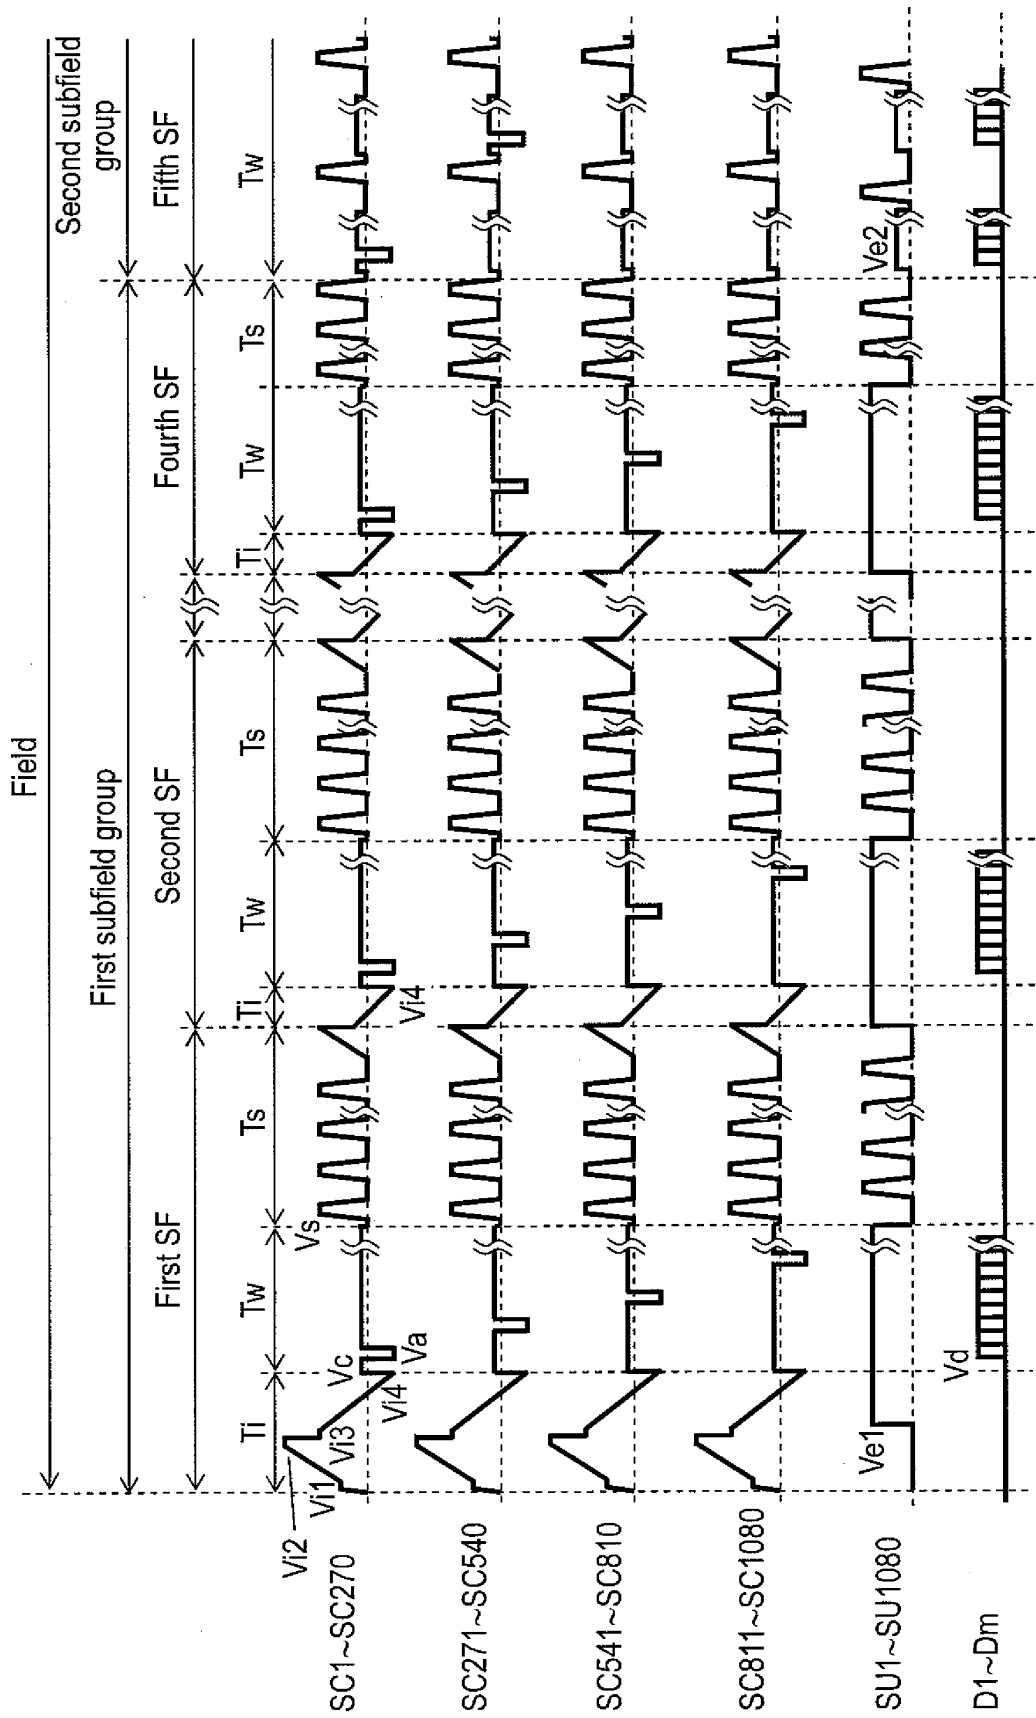 Field
First subfield group
Second subfield
group
First SF
Second SF
Fourth SF
Fifth SF
Ti
Tw
Ts
Ti
Tw
Ts
Ti
Tw
Ts
Tw
Vi2
Vi1
Vi3
Vi4
Vc
Va
Vs
Vi4
SC1~SC270
SC271~SC540
SC541~SC810
SC811~SC1080
SU1~SU1080
Ve1
Ve2
D1~Dm
Vd